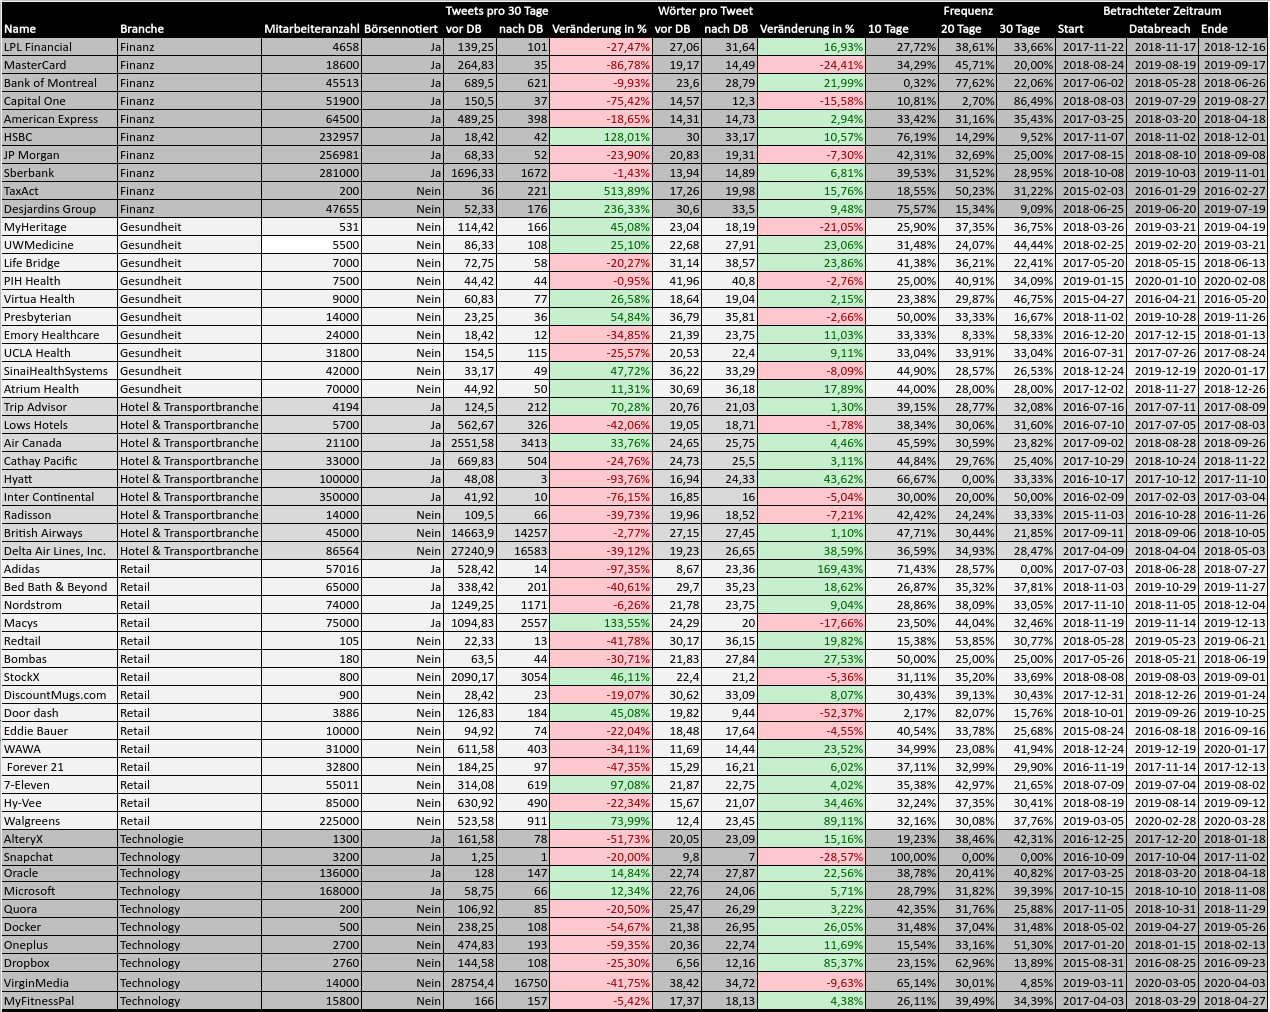 Tweets pro 30 Tage Wörter pro Tweet Frequenz Betrachteter Zeitraum
Name Branche Mitarbeiteranzahl Börsennotiert vor DB nach DB Veränderung in % vor DB nach DB Veränderung in % 10 Tage 20 Tage 30 Tage Start Databreach Ende
LPL Financial Finanz 4658 Ja 139,25 101 -27,47% 27,06 31,64 16,93% 27,72% 38,61% 33,66% 2017-11-22 2018-11-17 2018-12-16
MasterCard Finanz 18600 Ja 264,83 35 -86,78% 19,17 14,49 -24,41% 34,29% 45,71% 20,00% 2018-08-24 2019-08-19 2019-09-17
Bank of Montreal Finanz 45513 Ja 689,5 621 -9,93% 23,6 28,79 21,99% 0,32% 77,62% 22,06% 2017-06-02 2018-05-28 2018-06-26
Capital One Finanz 51900 Ja 150,5 37 -75,42% 14,57 12,3 -15,58% 10,81% 2,70% 86,49% 2018-08-03 2019-07-29 2019-08-27
American Express Finanz 64500 Ja 489,25 398 -18,65% 14,31 14,73 2,94% 33,42% 31,16% 35,43% 2017-03-25 2018-03-20 2018-04-18
HSBC Finanz 232957 Ja 18,42 42 128,01% 30 33,17 10,57% 76,19% 14,29% 9,52% 2017-11-07 2018-11-02 2018-12-01
JP Morgan Finanz 256981 Ja 68,33 52 -23,90% 20,83 19,31 -7,30% 42,31% 32,69% 25,00% 2017-08-15 2018-08-10 2018-09-08
Sberbank Finanz 281000 Ja 1696,33 1672 -1,43% 13,94 14,89 6,81% 39,53% 31,52% 28,95% 2018-10-08 2019-10-03 2019-11-01
TaxAct Finanz 200 Nein 36 221 513,89% 17,26 19,98 15,76% 18,55% 50,23% 31,22% 2015-02-03 2016-01-29 2016-02-27
Desjardins Group Finanz 47655 Nein 52,33 176 236,33% 30,6 33,5 9,48% 75,57% 15,34% 9,09% 2018-06-25 2019-06-20 2019-07-19
MyHeritage Gesundheit 531 Nein 114,42 166 45,08% 23,04 18,19 -21,05% 25,90% 37,35% 36,75% 2018-03-26 2019-03-21 2019-04-19
UWMedicine Gesundheit 5500 Nein 86,33 108 25,10% 22,68 27,91 23,06% 31,48% 24,07% 44,44% 2018-02-25 2019-02-20 2019-03-21
Life Bridge Gesundheit 7000 Nein 72,75 58 -20,27% 31,14 38,57 23,86% 41,38% 36,21% 22,41% 2017-05-20 2018-05-15 2018-06-13
PIH Health Gesundheit 7500 Nein 44,42 44 -0,95% 41,96 40,8 -2,76% 25,00% 40,91% 34,09% 2019-01-15 2020-01-10 2020-02-08
Virtua Health Gesundheit 9000 Nein 60,83 77 26,58% 18,64 19,04 2,15% 23,38% 29,87% 46,75% 2015-04-27 2016-04-21 2016-05-20
Presbyterian Gesundheit 14000 Nein 23,25 36 54,84% 36,79 35,81 -2,66% 50,00% 33,33% 16,67% 2018-11-02 2019-10-28 2019-11-26
Emory Healthcare Gesundheit 24000 Nein 18,42 12 -34,85% 21,39 23,75 11,03% 33,33% 8,33% 58,33% 2016-12-20 2017-12-15 2018-01-13
UCLA Health Gesundheit 31800 Nein 154,5 115 -25,57% 20,53 22,4 9,11% 33,04% 33,91% 33,04% 2016-07-31 2017-07-26 2017-08-24
SinaiHealthSystems Gesundheit 42000 Nein 33,17 49 47,72% 36,22 33,29 -8,09% 44,90% 28,57% 26,53% 2018-12-24 2019-12-19 2020-01-17
Atrium Health Gesundheit 70000 Nein 44,92 50 11,31% 30,69 36,18 17,89% 44,00% 28,00% 28,00% 2017-12-02 2018-11-27 2018-12-26
Trip Advisor Hotel & Transportbranche 4194 Ja 124,5 212 70,28% 20,76 21,03 1,30% 39,15% 28,77% 32,08% 2016-07-16 2017-07-11 2017-08-09
Lows Hotels Hotel & Transportbranche 5700 Ja 562,67 326 -42,06% 19,05 18,71 -1,78% 38,34% 30,06% 31,60% 2016-07-10 2017-07-05 2017-08-03
Air Canada Hotel & Transportbranche 21100 Ja 2551,58 3413 33,76% 24,65 25,75 4,46% 45,59% 30,59% 23,82% 2017-09-02 2018-08-28 2018-09-26
Cathay Pacific Hotel & Transportbranche 33000 Ja 669,83 504 -24,76% 24,73 25,5 3,11% 44,84% 29,76% 25,40% 2017-10-29 2018-10-24 2018-11-22
Hyatt Hotel & Transportbranche 100000 Ja 48,08 3 -93,76% 16,94 24,33 43,62% 66,67% 0,00% 33,33% 2016-10-17 2017-10-12 2017-11-10
Inter Continental Hotel & Transportbranche 350000 Ja 41,92 10 -76,15% 16,85 16 -5,04% 30,00% 20,00% 50,00% 2016-02-09 2017-02-03 2017-03-04
Radisson Hotel & Transportbranche 14000 Nein 109,5 66 -39,73% 19,96 18,52 -7,21% 42,42% 24,24% 33,33% 2015-11-03 2016-10-28 2016-11-26
British Airways Hotel & Transportbranche 45000 Nein 14663,9 14257 -2,77% 27,15 27,45 1,10% 47,71% 30,44% 21,85% 2017-09-11 2018-09-06 2018-10-05
Delta Air Lines, Inc. Hotel & Transportbranche 86564 Nein 27240,9 16583 -39,12% 19,23 26,65 38,59% 36,59% 34,93% 28,47% 2017-04-09 2018-04-04 2018-05-03
Adidas Retail 57016 Ja 528,42 14 -97,35% 8,67 23,36 169,43% 71,43% 28,57% 0,00% 2017-07-03 2018-06-28 2018-07-27
Bed Bath & Beyond Retail 65000 Ja 338,42 201 -40,61% 29,7 35,23 18,62% 26,87% 35,32% 37,81% 2018-11-03 2019-10-29 2019-11-27
Nordstrom Retail 74000 Ja 1249,25 1171 -6,26% 21,78 23,75 9,04% 28,86% 38,09% 33,05% 2017-11-10 2018-11-05 2018-12-04
Macys Retail 75000 Ja 1094,83 2557 133,55% 24,29 20 -17,66% 23,50% 44,04% 32,46% 2018-11-19 2019-11-14 2019-12-13
Redtail Retail 105 Nein 22,33 13 -41,78% 30,17 36,15 19,82% 15,38% 53,85% 30,77% 2018-05-28 2019-05-23 2019-06-21
Bombas Retail 180 Nein 63,5 44 -30,71% 21,83 27,84 27,53% 50,00% 25,00% 25,00% 2017-05-26 2018-05-21 2018-06-19
StockX Retail 800 Nein 2090,17 3054 46,11% 22,4 21,2 -5,36% 31,11% 35,20% 33,69% 2018-08-08 2019-08-03 2019-09-01
DiscountMugs.com Retail 900 Nein 28,42 23 -19,07% 30,62 33,09 8,07% 30,43% 39,13% 30,43% 2017-12-31 2018-12-26 2019-01-24
Door dash Retail 3886 Nein 126,83 184 45,08% 19,82 9,44 -52,37% 2,17% 82,07% 15,76% 2018-10-01 2019-09-26 2019-10-25
Eddie Bauer Retail 10000 Nein 94,92 74 -22,04% 18,48 17,64 -4,55% 40,54% 33,78% 25,68% 2015-08-24 2016-08-18 2016-09-16
WAWA Retail 31000 Nein 611,58 403 -34,11% 11,69 14,44 23,52% 34,99% 23,08% 41,94% 2018-12-24 2019-12-19 2020-01-17
Forever 21 Retail 32800 Nein 184,25 97 -47,35% 15,29 16,21 6,02% 37,11% 32,99% 29,90% 2016-11-19 2017-11-14 2017-12-13
7-Eleven Retail 55011 Nein 314,08 619 97,08% 21,87 22,75 4,02% 35,38% 42,97% 21,65% 2018-07-09 2019-07-04 2019-08-02
Hy-Vee Retail 85000 Nein 630,92 490 -22,34% 15,67 21,07 34,46% 32,24% 37,35% 30,41% 2018-08-19 2019-08-14 2019-09-12
Walgreens Retail 225000 Nein 523,58 911 73,99% 12,4 23,45 89,11% 32,16% 30,08% 37,76% 2019-03-05 2020-02-28 2020-03-28
AlteryX Technologie 1300 Ja 161,58 78 -51,73% 20,05 23,09 15,16% 19,23% 38,46% 42,31% 2016-12-25 2017-12-20 2018-01-18
Snapchat Technology 3200 Ja 1,25 1 -20,00% 9,8 7 -28,57% 100,00% 0,00% 0,00% 2016-10-09 2017-10-04 2017-11-02
Oracle Technology 136000 Ja 128 147 14,84% 22,74 27,87 22,56% 38,78% 20,41% 40,82% 2017-03-25 2018-03-20 2018-04-18
Microsoft Technology 168000 Ja 58,75 66 12,34% 22,76 24,06 5,71% 28,79% 31,82% 39,39% 2017-10-15 2018-10-10 2018-11-08
Quora Technology 200 Nein 106,92 85 -20,50% 25,47 26,29 3,22% 42,35% 31,76% 25,88% 2017-11-05 2018-10-31 2018-11-29
Docker Technology 500 Nein 238,25 108 -54,67% 21,38 26,95 26,05% 31,48% 37,04% 31,48% 2018-05-02 2019-04-27 2019-05-26
Oneplus Technology 2700 Nein 474,83 193 -59,35% 20,36 22,74 11,69% 15,54% 33,16% 51,30% 2017-01-20 2018-01-15 2018-02-13
Dropbox Technology 2760 Nein 144,58 108 -25,30% 6,56 12,16 85,37% 23,15% 62,96% 13,89% 2015-08-31 2016-08-25 2016-09-23
VirginMedia Technology 14000 Nein 28754,4 16750 -41,75% 38,42 34,72 -9,63% 65,14% 30,01% 4,85% 2019-03-11 2020-03-05 2020-04-03
MyFitnessPal Technology 15800 Nein 166 157 -5,42% 17,37 18,13 4,38% 26,11% 39,49% 34,39% 2017-04-03 2018-03-29 2018-04-27